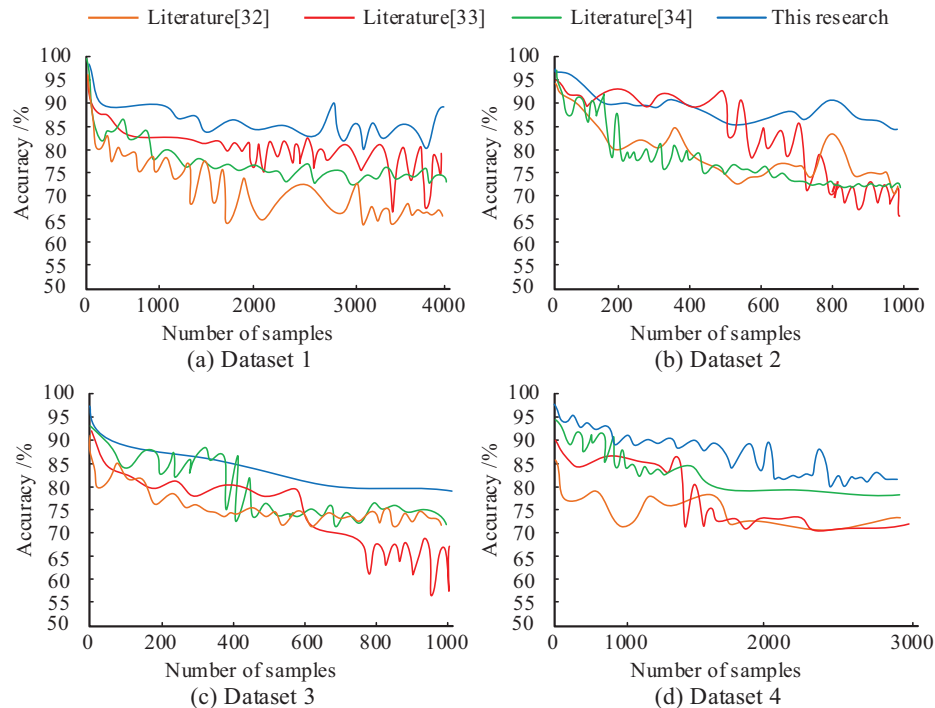 Literature[32] Literature[33] Literature[34] This research
100
95
90
85
80
75
70
65
60
55
50
Accuracy /%
0 1000 2000 3000 4000
Number of samples
(a) Dataset 1
100
95
90
85
80
75
70
65
60
55
50
Accuracy /%
0 200 400 600 800 1000
Number of samples
(b) Dataset 2
100
95
90
85
80
75
70
65
60
55
50
Accuracy /%
0 200 400 600 800 1000
Number of samples
(c) Dataset 3
100
95
90
85
80
75
70
65
60
55
50
Accuracy /%
0 1000 2000 3000
Number of samples
(d) Dataset 4